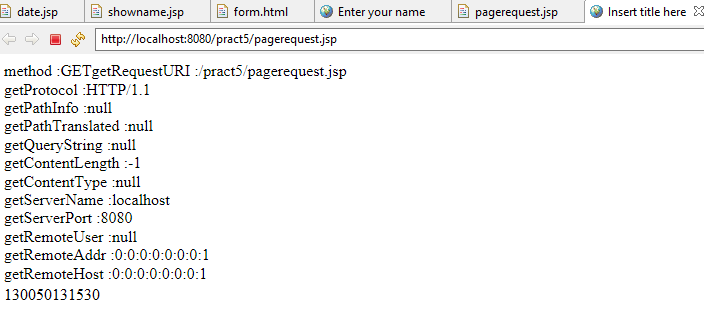 date.jsp showname.jsp form.html Enter your name pagerequest.jsp Insert title here
http://localhost:8080/pract5/pagerequest.jsp
method :GETgetRequestURI :/pract5/pagerequest.jsp
getProtocol :HTTP/1.1
getPathInfo :null
getPathTranslated :null
getQueryString :null
getContentLength :-1
getContentType :null
getServerName :localhost
getServerPort :8080
getRemoteUser :null
getRemoteAddr :0:0:0:0:0:0:0:1
getRemoteHost :0:0:0:0:0:0:0:1
130050131530